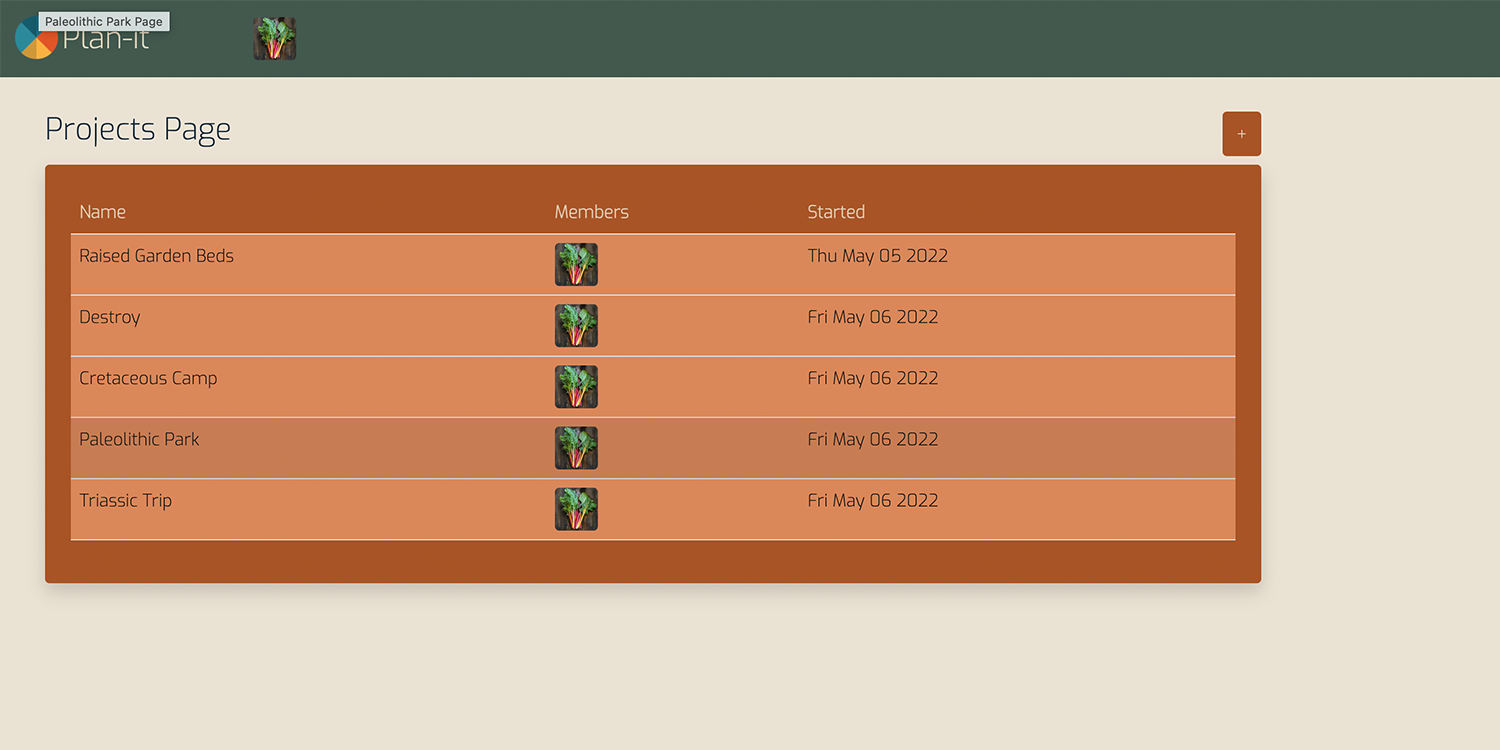 Paleolithic Park Page
Plan-it
Projects Page
+
Name Members Started
Raised Garden Beds Thu May 05 2022
Destroy Fri May 06 2022
Cretaceous Camp Fri May 06 2022
Paleolithic Park Fri May 06 2022
Triassic Trip Fri May 06 2022